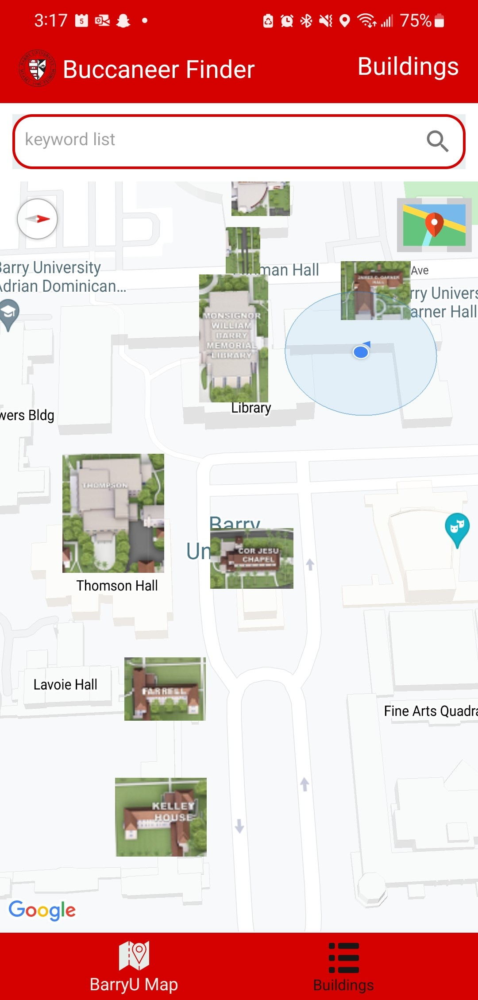 3:17
5
75%
Buccaneer Finder
Buildings
keyword list
Barry University
Adrian Dominican...
man Hall
JAMES G. GARNER
HALL
Ave
rry Univers
arner Hall
MONSIGNOR
WILLIAM
BARRY
MEMORIAL
LIBRARY
Library
wers Bldg
THOMPSON
Thomson Hall
Barry
Un
COR JESU
CHAPEL
Lavoie Hall
FARRELL
Fine Arts Quadra
KELLEY
HOUSE
Google
BarryU Map
Buildings